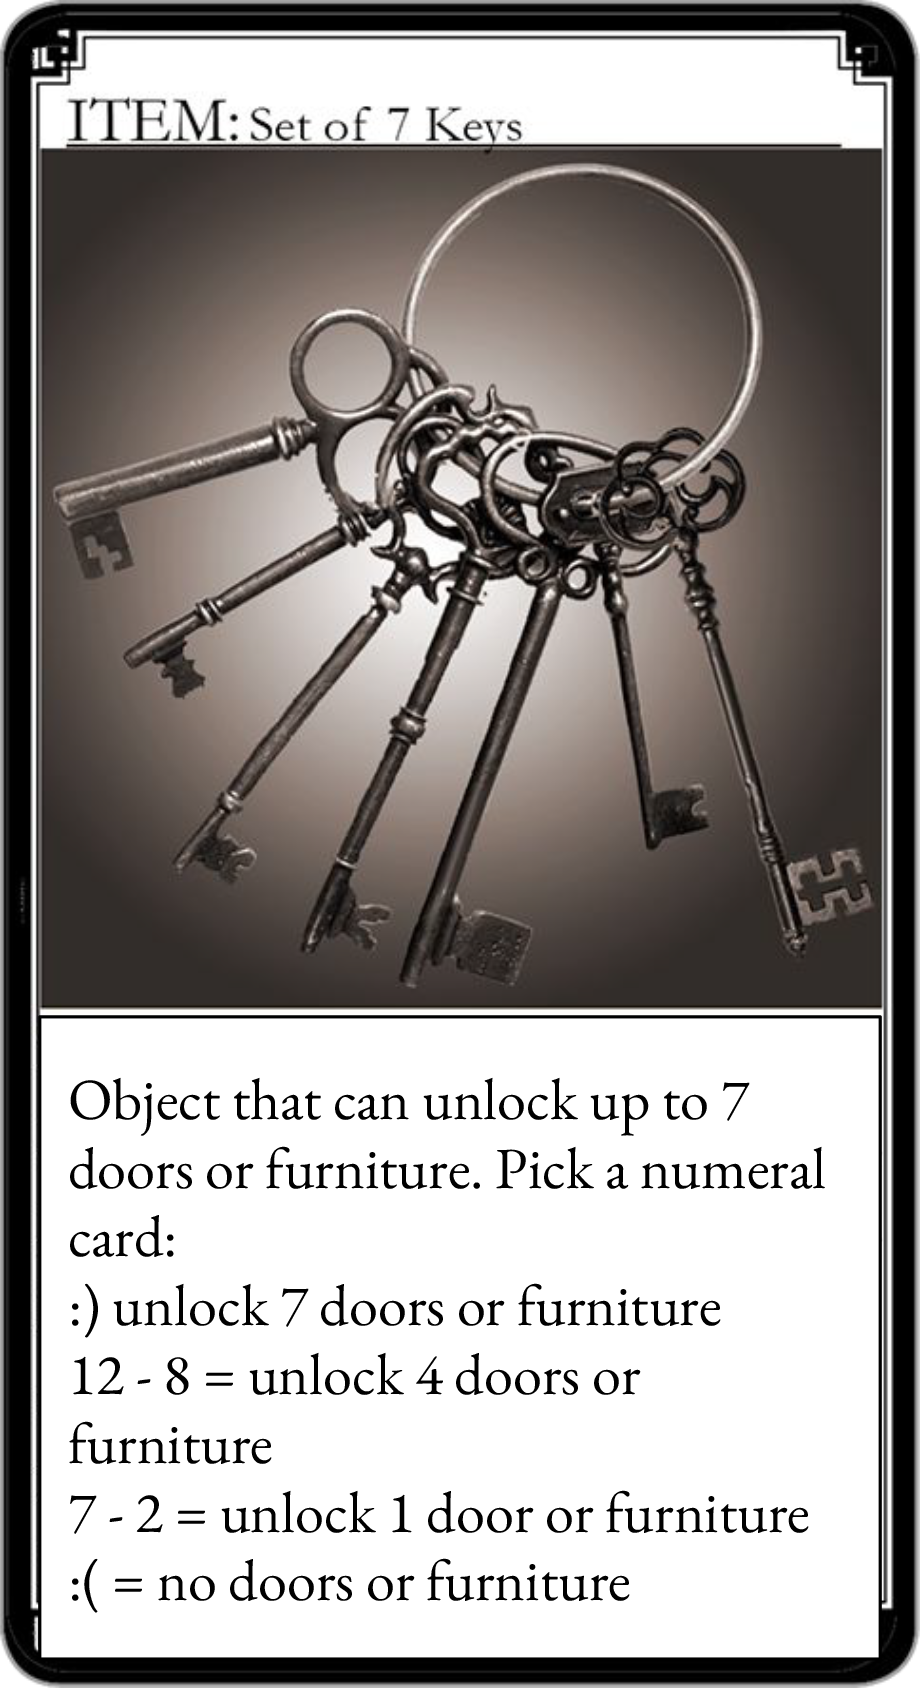 ITEM: Set of 7 Keys
Object that can unlock up to 7
doors or furniture. Pick a numeral
card:
:) unlock 7 doors or furniture
12 - 8 = unlock 4 doors or
furniture
7 - 2 = unlock 1 door or furniture
:( = no doors or furniture